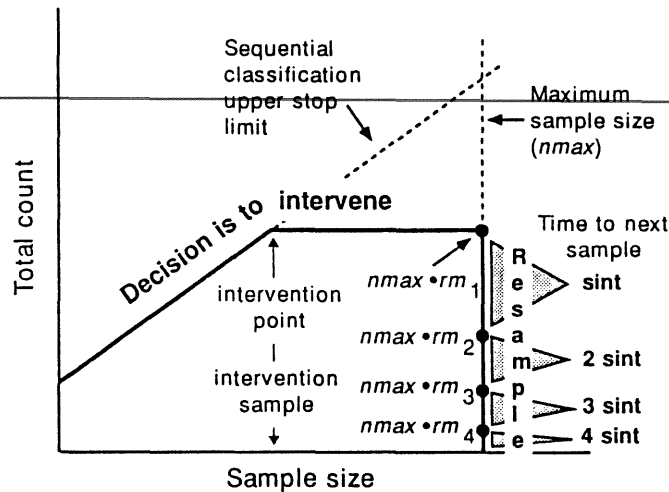 Sequential
classification
upper stop
limit
Maximum
sample size
(nmax)
Total count
Decision is to intervene
Time to next
sample
intervention
point
intervention
sample
nmax•rm 1
nmax•rm 2
nmax•rm 3
nmax•rm 4
Resample
sint
2 sint
3 sint
4 sint
Sample size